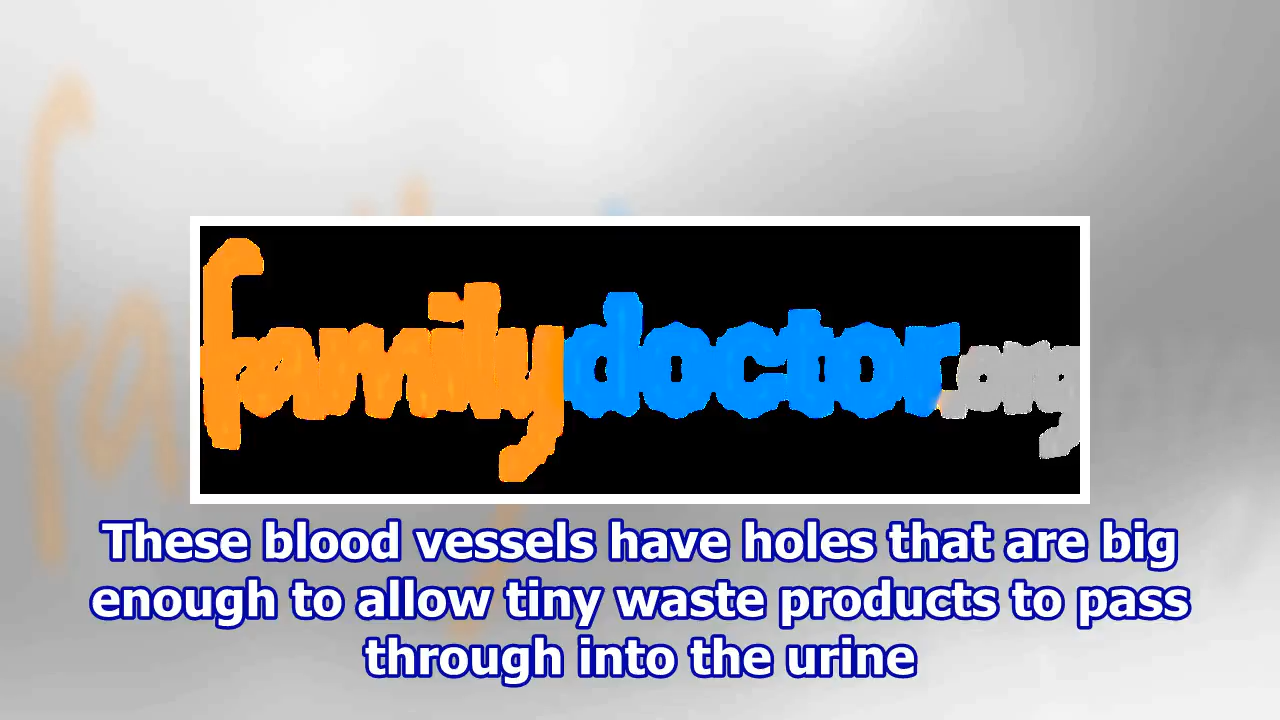 familydoctor.org
These blood vessels have holes that are big
enough to allow tiny waste products to pass
through into the urine